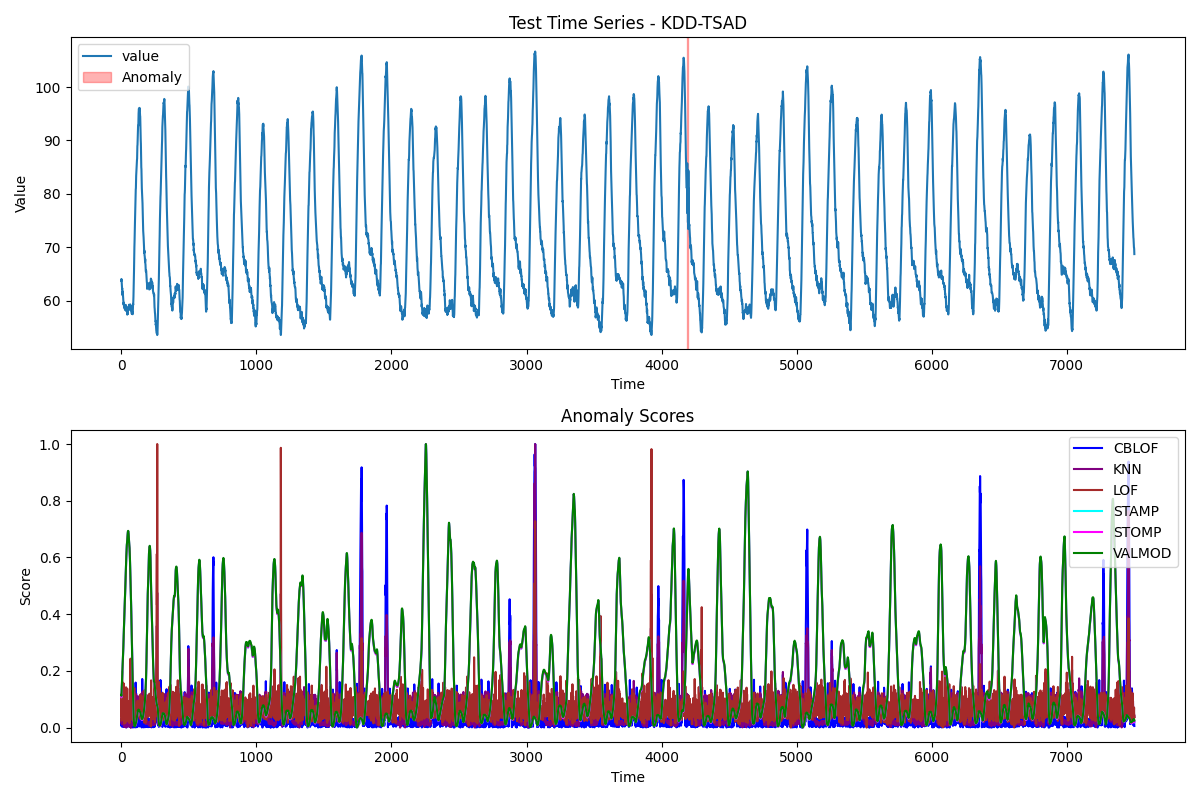 Test Time Series - KDD-TSAD
value
Anomaly
Value
100
90
80
70
60
0 1000 2000 3000 4000 5000 6000 7000
Time
Anomaly Scores
CBLOF
KNN
LOF
STAMP
STOMP
VALMOD
Score
1.0
0.8
0.6
0.4
0.2
0.0
0 1000 2000 3000 4000 5000 6000 7000
Time